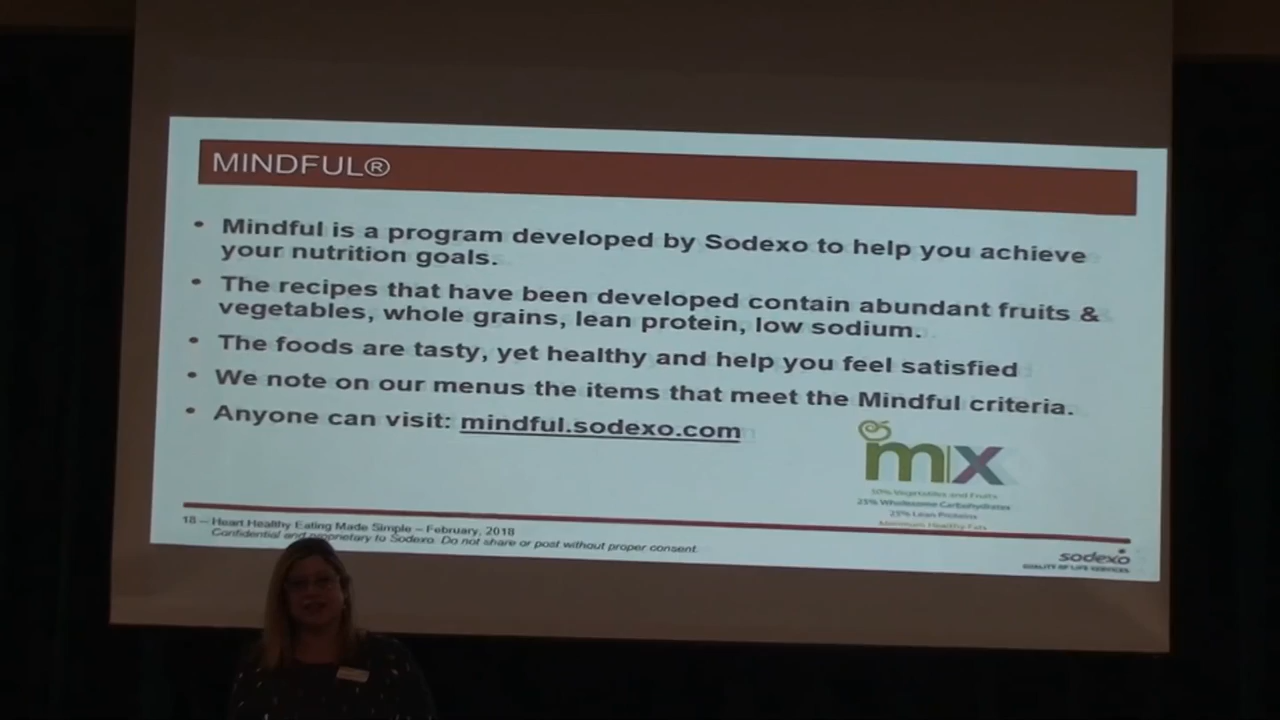 MINDFUL®
• Mindful is a program developed by Sodexo to help you achieve
your nutrition goals.
• The recipes that have been developed contain abundant fruits &
vegetables, whole grains, lean protein, low sodium.
• The foods are tasty, yet healthy and help you feel satisfied
• We note on our menus the items that meet the Mindful criteria.
• Anyone can visit: mindful.sodexo.com
m|x
50% Vegetables and Fruits
25% Wholesome Carbohydrates
25% Lean Proteins
Minimum Healthy Fats
18 – Heart Healthy Eating Made Simple – February, 2018
Confidential and proprietary to Sodexo. Do not share or post without proper consent.
sodexo
QUALITY OF LIFE SERVICES